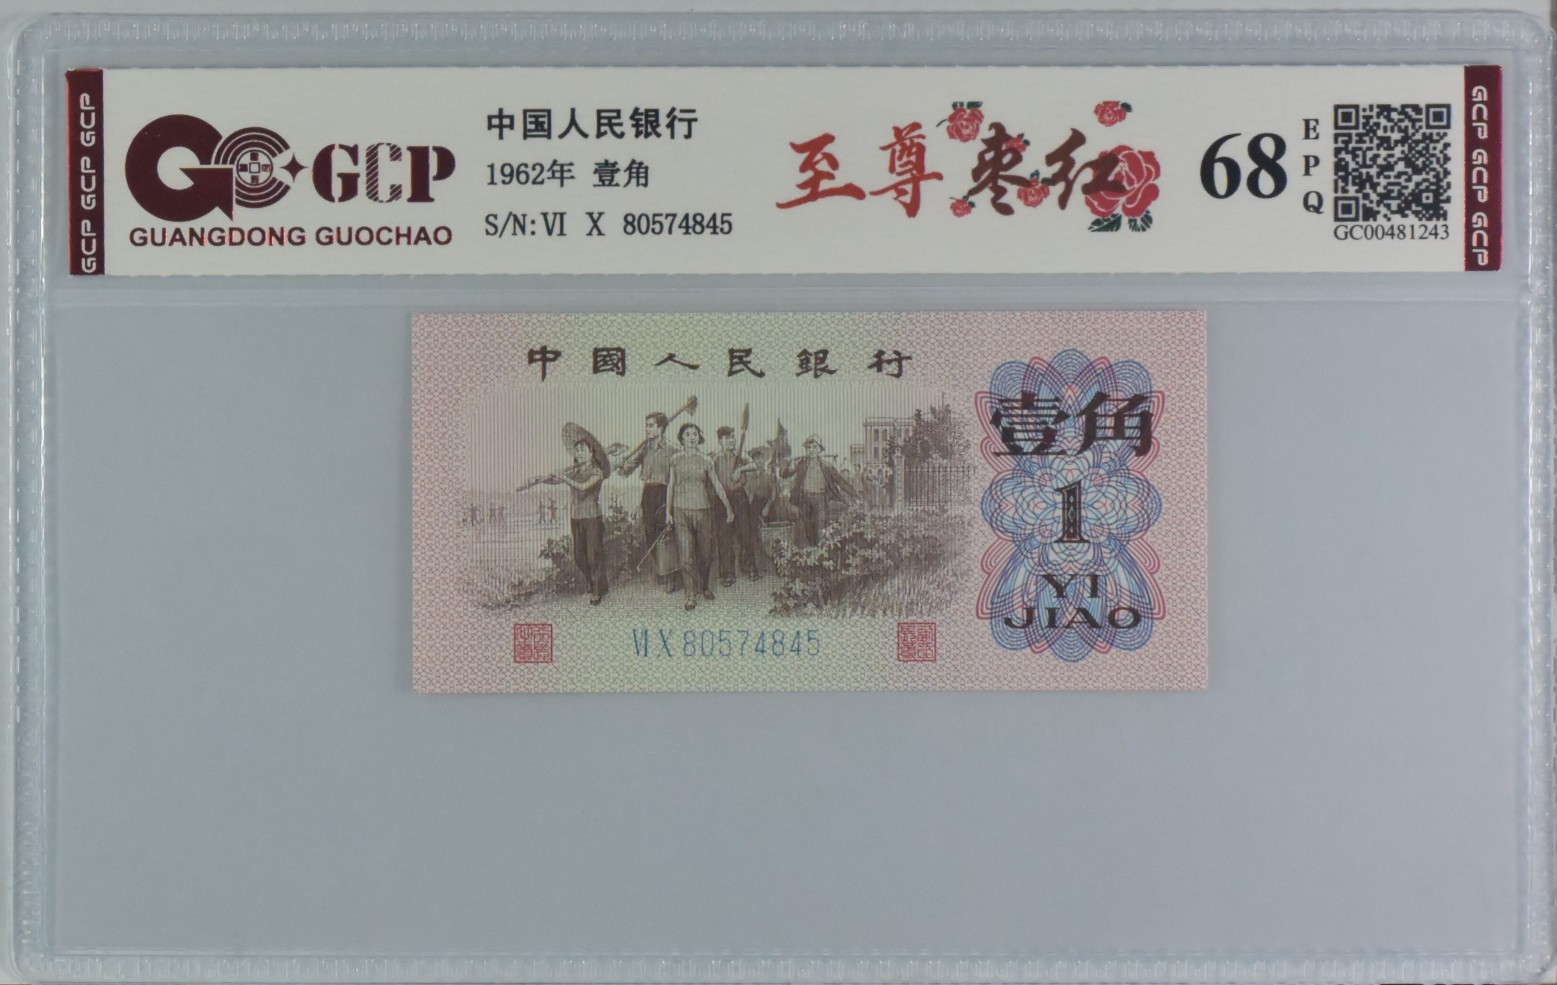 GCP GCP GCP
GCP
GUANGDONG GUOCHAO
中国人民银行
1962年 壹角
S/N: VI X 80574845
至尊枣红
68
EPQ
GC00481243
GCP GCP GCP
中國人民銀行
壹角
1
YI
JIAO
VI X 80574845